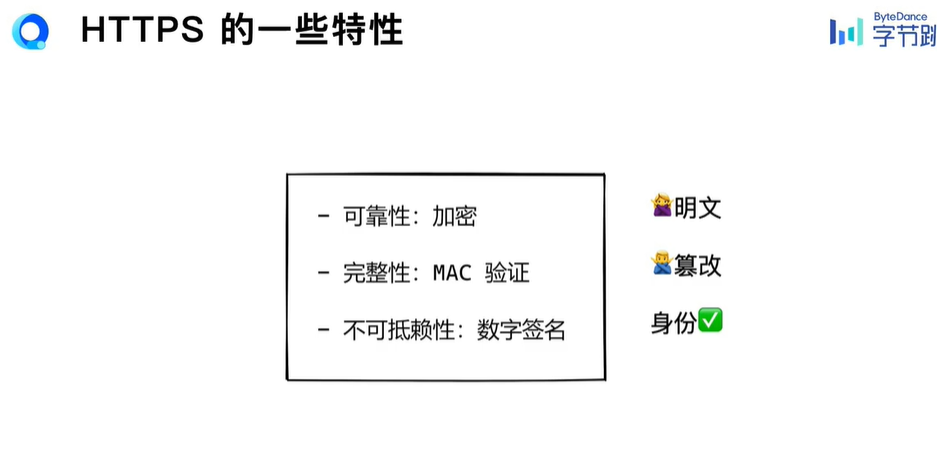 HTTPS 的一些特性
ByteDance
字节跳
- 可靠性：加密
🙅‍♀️明文
- 完整性：MAC 验证
🙅‍♂️篡改
- 不可抵赖性：数字签名
身份✅